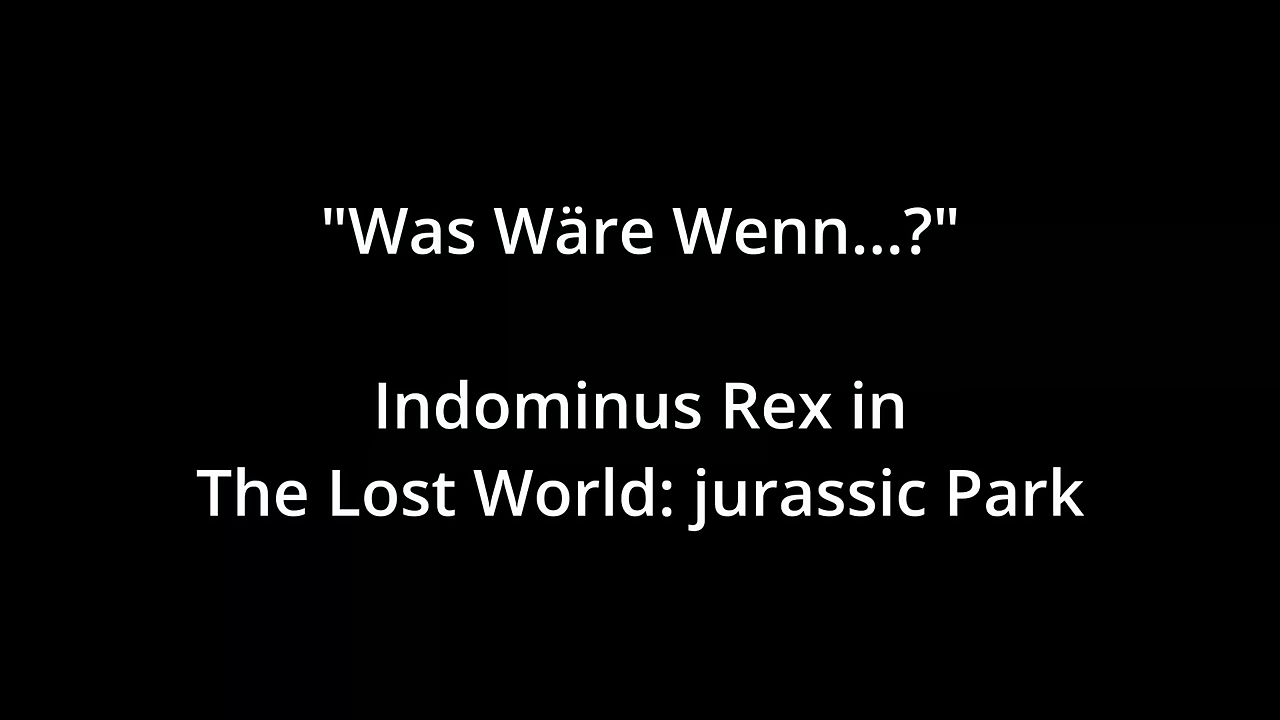 "Was Wäre Wenn...?"
Indominus Rex in
The Lost World: jurassic Park